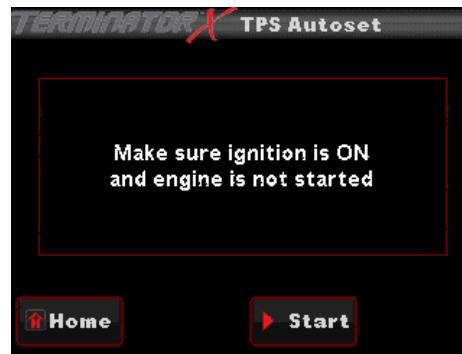 TERMINATOR X TPS Autoset
Make sure ignition is ON
and engine is not started
Home Start